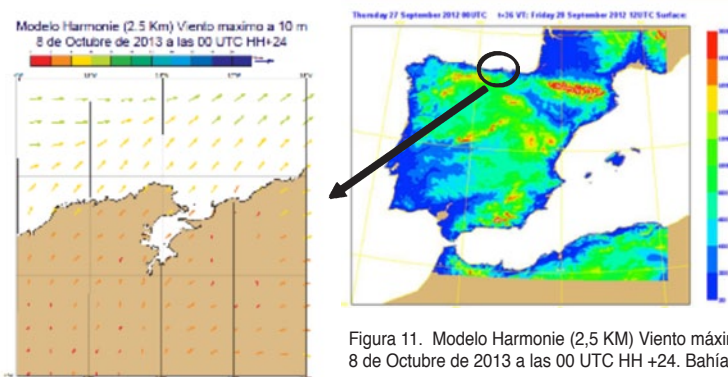 Modelo Harmonie (2.5 Km) Viento maximo a 10 m
8 de Octubre de 2013 a las 00 UTC HH+24
Thursday 27 September 2012 00UTC t+36 VT: Friday 28 September 2012 12UTC Surface:
Figura 11. Modelo Harmonie (2,5 KM) Viento máxi
8 de Octubre de 2013 a las 00 UTC HH +24. Bahía